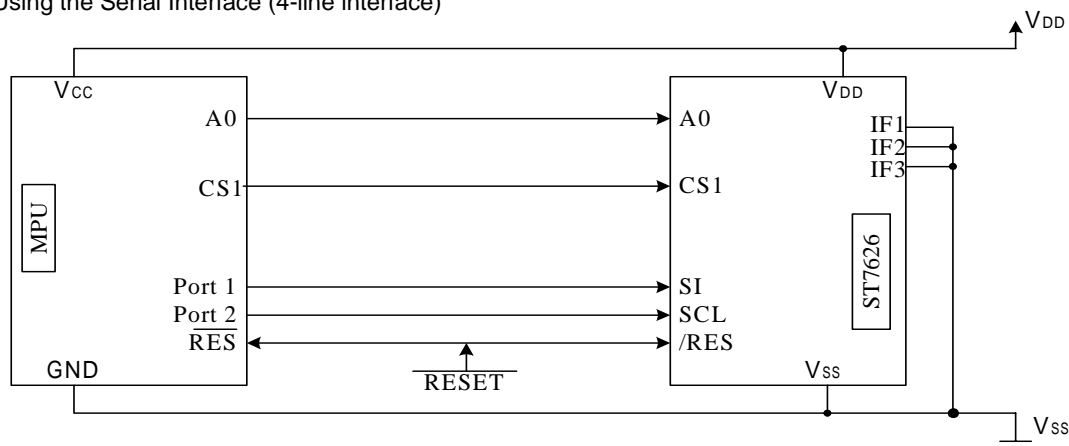 Using the Serial Interface (4-line interface)
VDD
Vcc
VDD
A0
A0
IF1
IF2
IF3
CS1
CS1
MPU
ST7626
Port 1
SI
Port 2
SCL
RES
/RES
RESET
GND
Vss
Vss